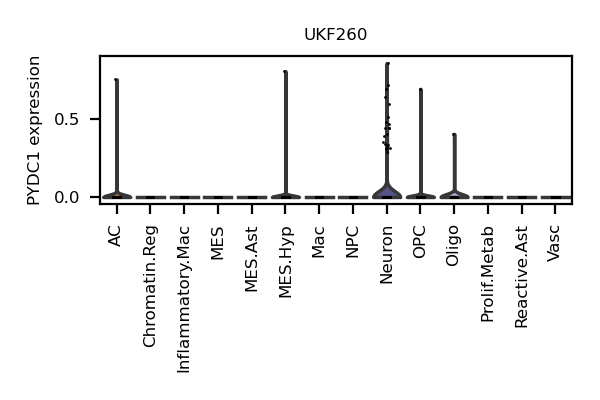 UKF260
PYDC1 expression
0.5
0.0
AC
Chromatin.Reg
Inflammatory.Mac
MES
MES.Ast
MES.Hyp
Mac
NPC
Neuron
OPC
Oligo
Prolif.Metab
Reactive.Ast
Vasc